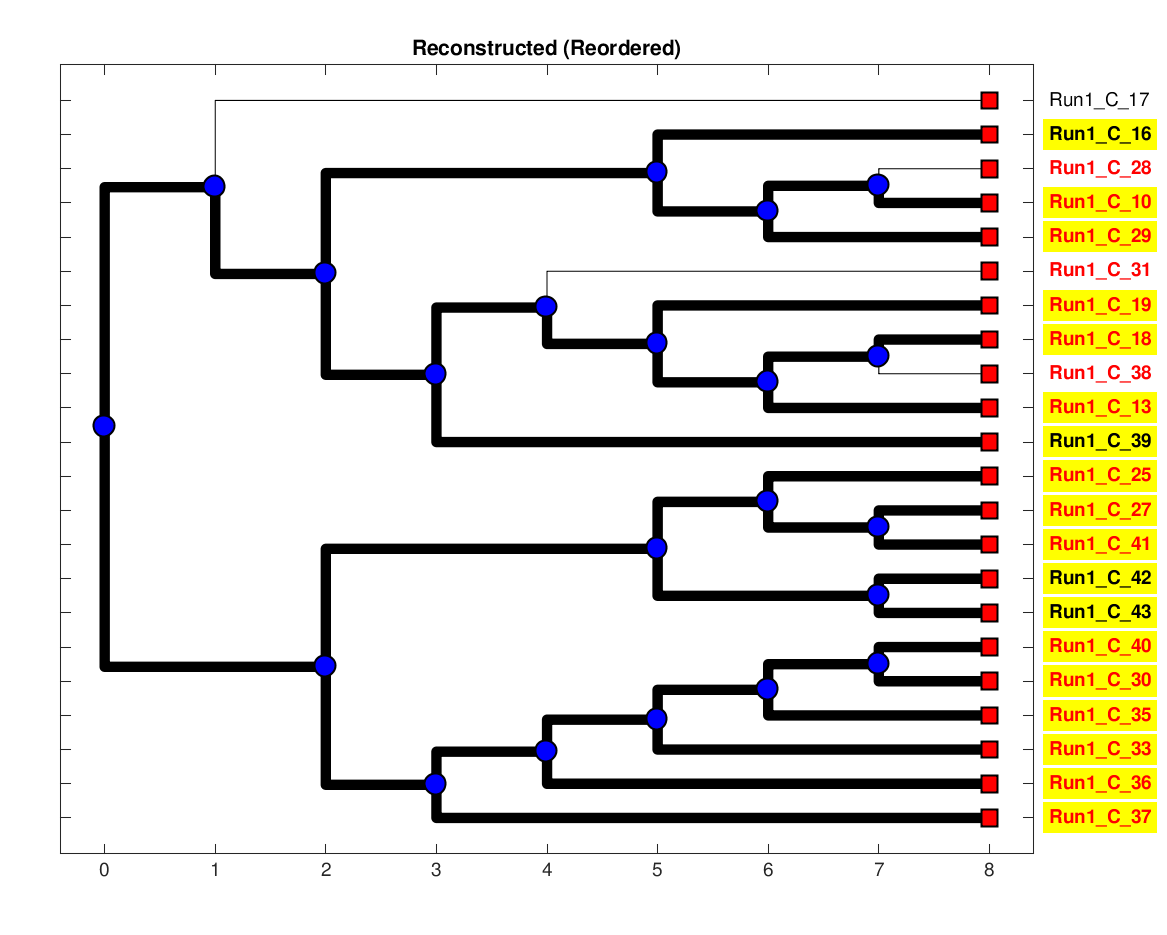 Reconstructed (Reordered)
Run1_C_17
Run1_C_16
Run1_C_28
Run1_C_10
Run1_C_29
Run1_C_31
Run1_C_19
Run1_C_18
Run1_C_38
Run1_C_13
Run1_C_39
Run1_C_25
Run1_C_27
Run1_C_41
Run1_C_42
Run1_C_43
Run1_C_40
Run1_C_30
Run1_C_35
Run1_C_33
Run1_C_36
Run1_C_37
0 1 2 3 4 5 6 7 8